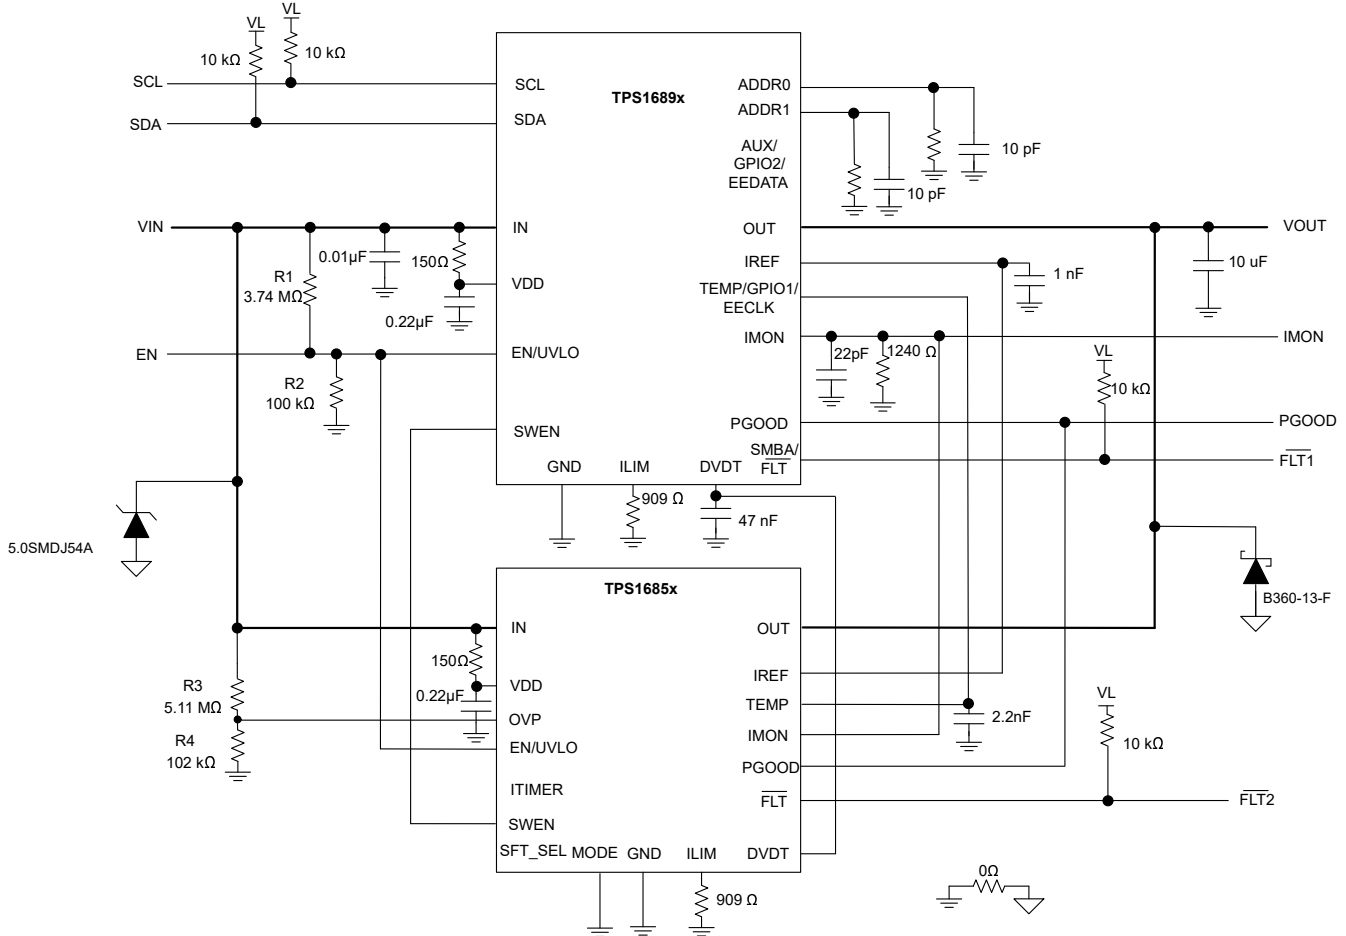 VL
VL
10 kΩ
10 kΩ
SCL
SDA
SCL
SDA
TPS1689x
ADDR0
ADDR1
AUX/
GPIO2/
EEDATA
10 pF
10 pF
VIN
IN
OUT
VOUT
0.01µF
150Ω
R1
3.74 MΩ
VDD
0.22µF
IREF
1 nF
10 uF
TEMP/GPIO1/
EECLK
EN
EN/UVLO
IMON
IMON
22pF
1240 Ω
VL
10 kΩ
R2
100 kΩ
SWEN
PGOOD
PGOOD
SMBA/
FLT
FLT1
GND
ILIM
DVDT
909 Ω
47 nF
5.0SMDJ54A
B360-13-F
TPS1685x
IN
OUT
150Ω
VDD
0.22µF
IREF
R3
5.11 MΩ
OVP
TEMP
2.2nF
VL
10 kΩ
R4
102 kΩ
IMON
EN/UVLO
PGOOD
ITIMER
FLT
FLT2
SWEN
SFT_SEL
MODE
GND
ILIM
DVDT
909 Ω
0Ω